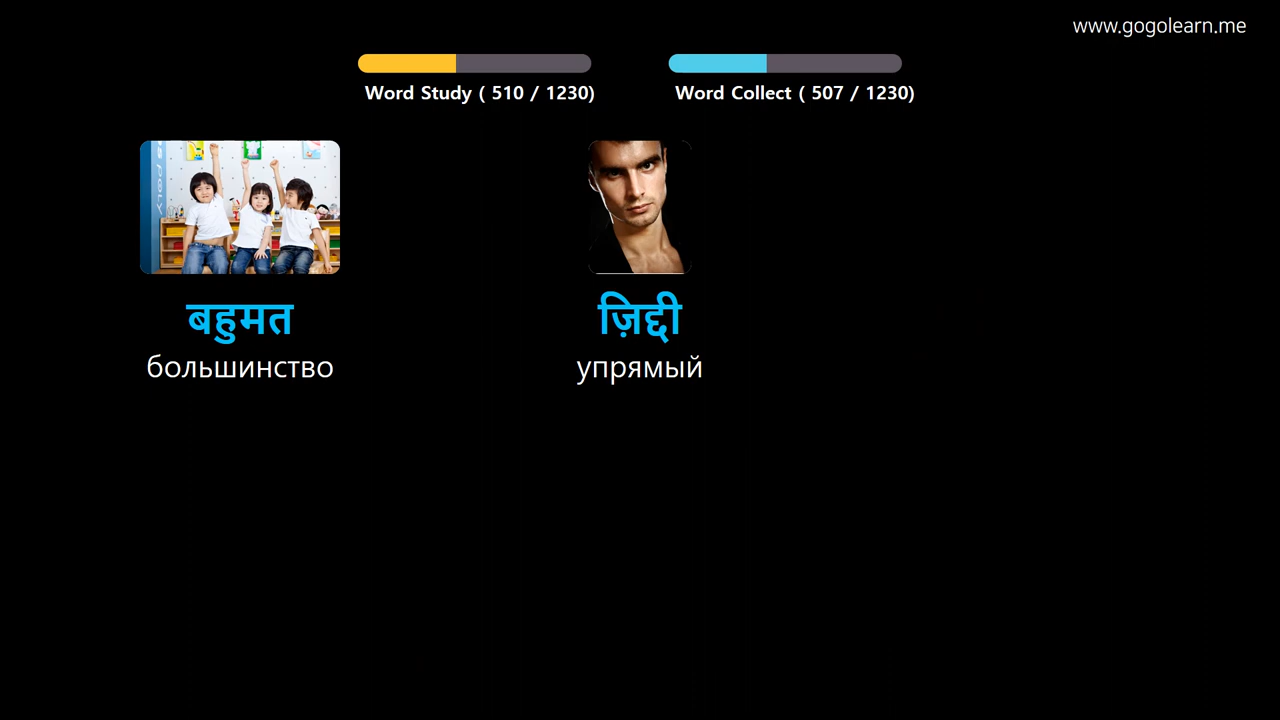 www.gogolearn.me
Word Study ( 510 / 1230)
Word Collect ( 507 / 1230)
बहुमत
большинство
ज़िद्दी
упрямый